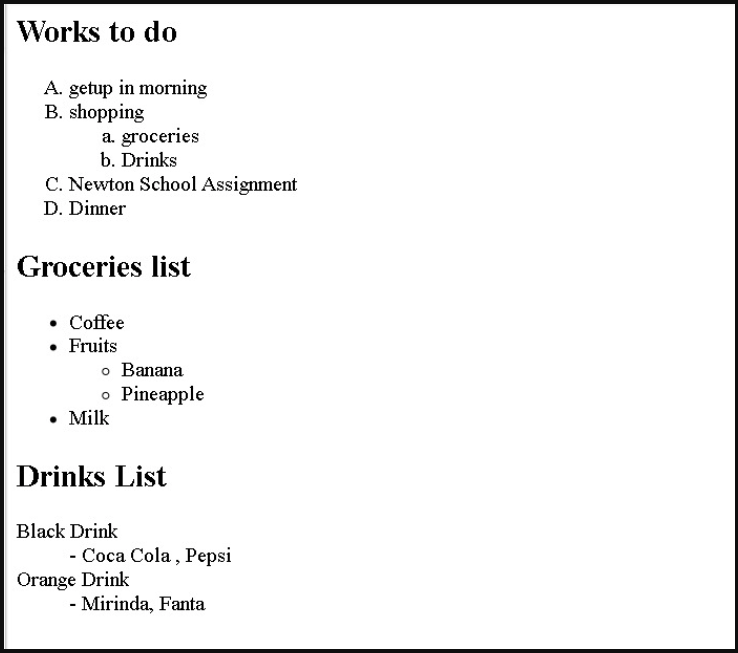 Works to do
A. getup in morning
B. shopping
a. groceries
b. Drinks
C. Newton School Assignment
D. Dinner
Groceries list
• Coffee
• Fruits
○ Banana
○ Pineapple
• Milk
Drinks List
Black Drink
- Coca Cola , Pepsi
Orange Drink
- Mirinda, Fanta